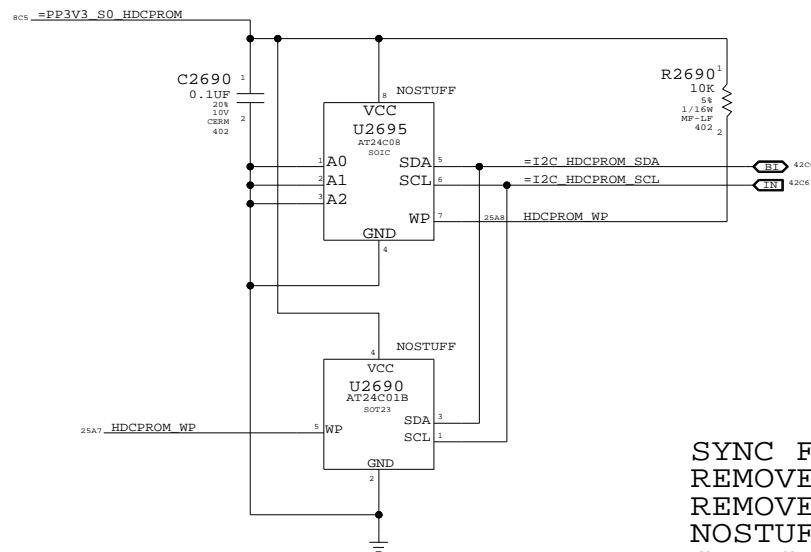 8C5 =PP3V3_S0_HDCPROM
C2690 1
0.1UF
20%
10V
CERM 2
402
8 NOSTUFF
VCC
U2695
AT24C08
SOIC
1 A0
2 A1
3 A2
SDA 5
SCL 6
WP 7
GND
4
R2690 1
10K
5%
1/16W
MF-LF
402 2
=I2C_HDCPROM_SDA BI
=I2C_HDCPROM_SCL IN 42C6
25A8 HDCPROM_WP
4 NOSTUFF
VCC
U2690
AT24C01B
SOT23
25A7 HDCPROM_WP 5 WP
SDA 3
SCL 1
GND
2
SYNC
REMOVE
REMOVE